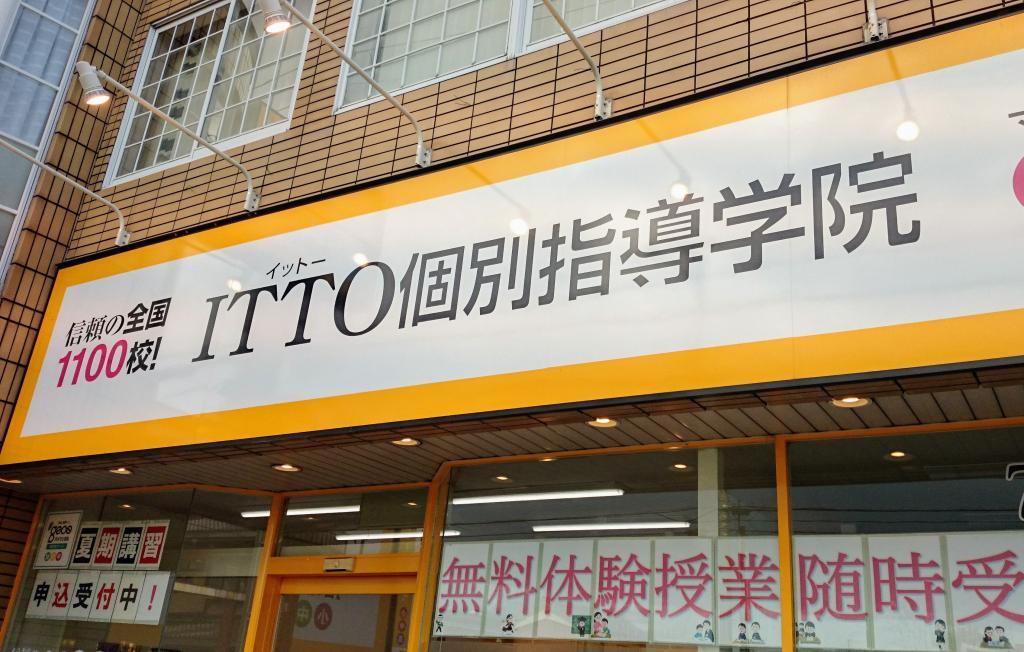 信頼の全国
1100校!
イットー
ITTO個別指導学院
geos
夏期講習
申込受付中!
無料体験授業随時受
小